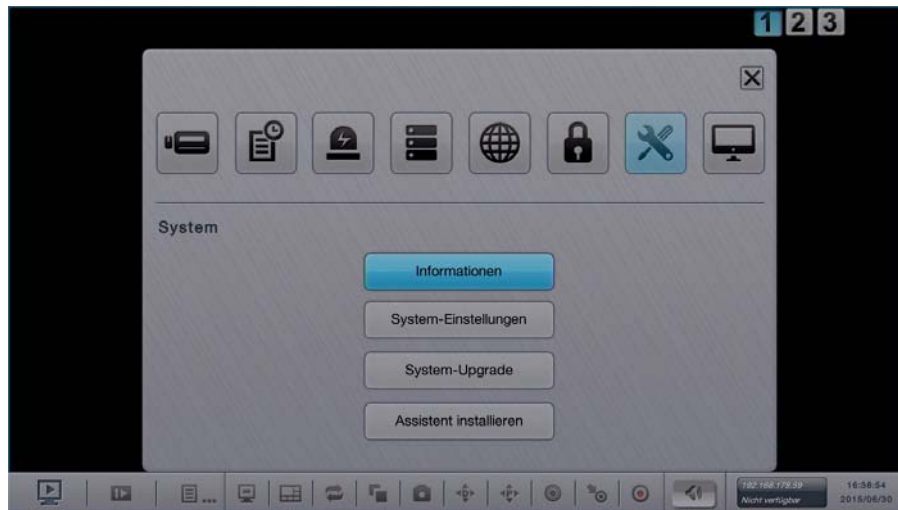 1 2 3
System
Informationen
System-Einstellungen
System-Upgrade
Assistent installieren
192.168.179.59
Nicht verfügbar
16:38:54
2015/06/30